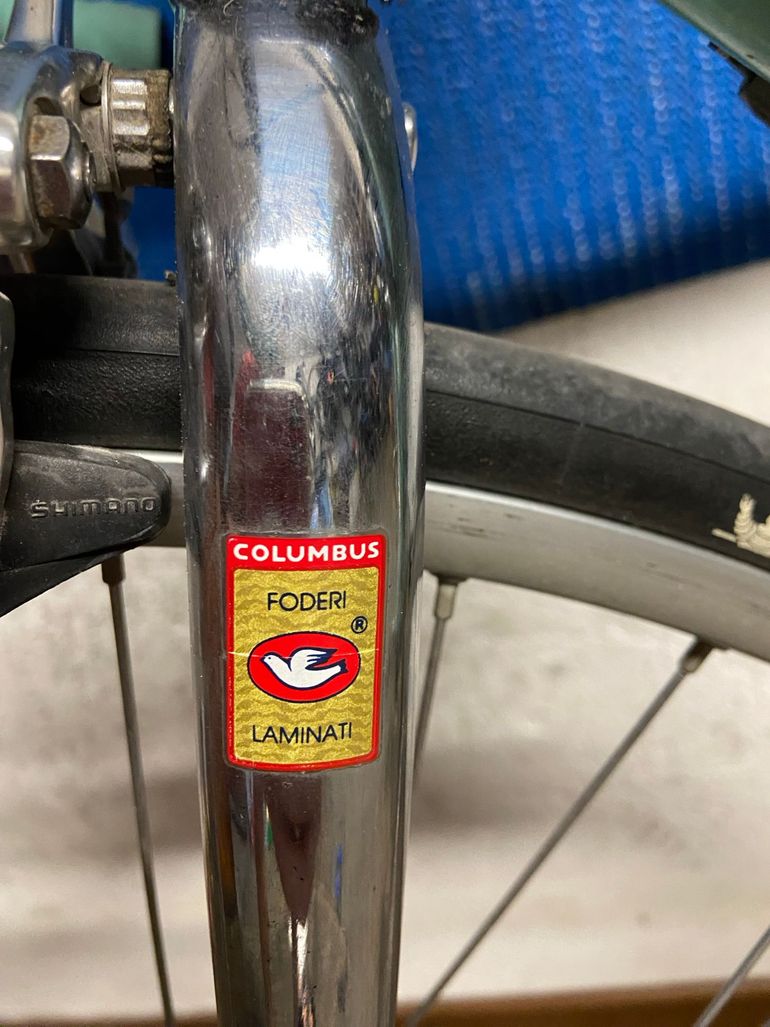 SHIMANO
COLUMBUS
FODERI
®
LAMINATI